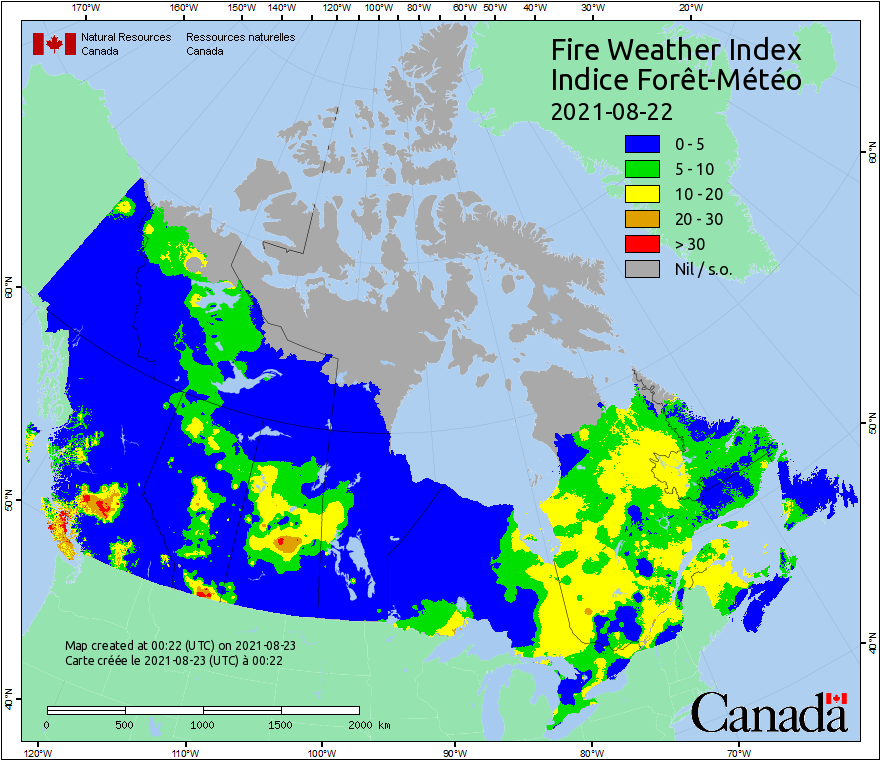 170°W 160°W 150°W 140°W 120°W 100°W 80°W 60°W 50°W 40°W 30°W 20°W
Natural Resources Canada
Ressources naturelles Canada
Fire Weather Index
Indice Forêt-Météo
2021-08-22
0 - 5
5 - 10
10 - 20
20 - 30
> 30
Nil / s.o.
60°N
50°N
40°N
60°N
50°N
40°N
Map created at 00:22 (UTC) on 2021-08-23
Carte créée le 2021-08-23 (UTC) à 00:22
0 500 1000 1500 2000 km
Canada
120°W 110°W 100°W 90°W 80°W 70°W